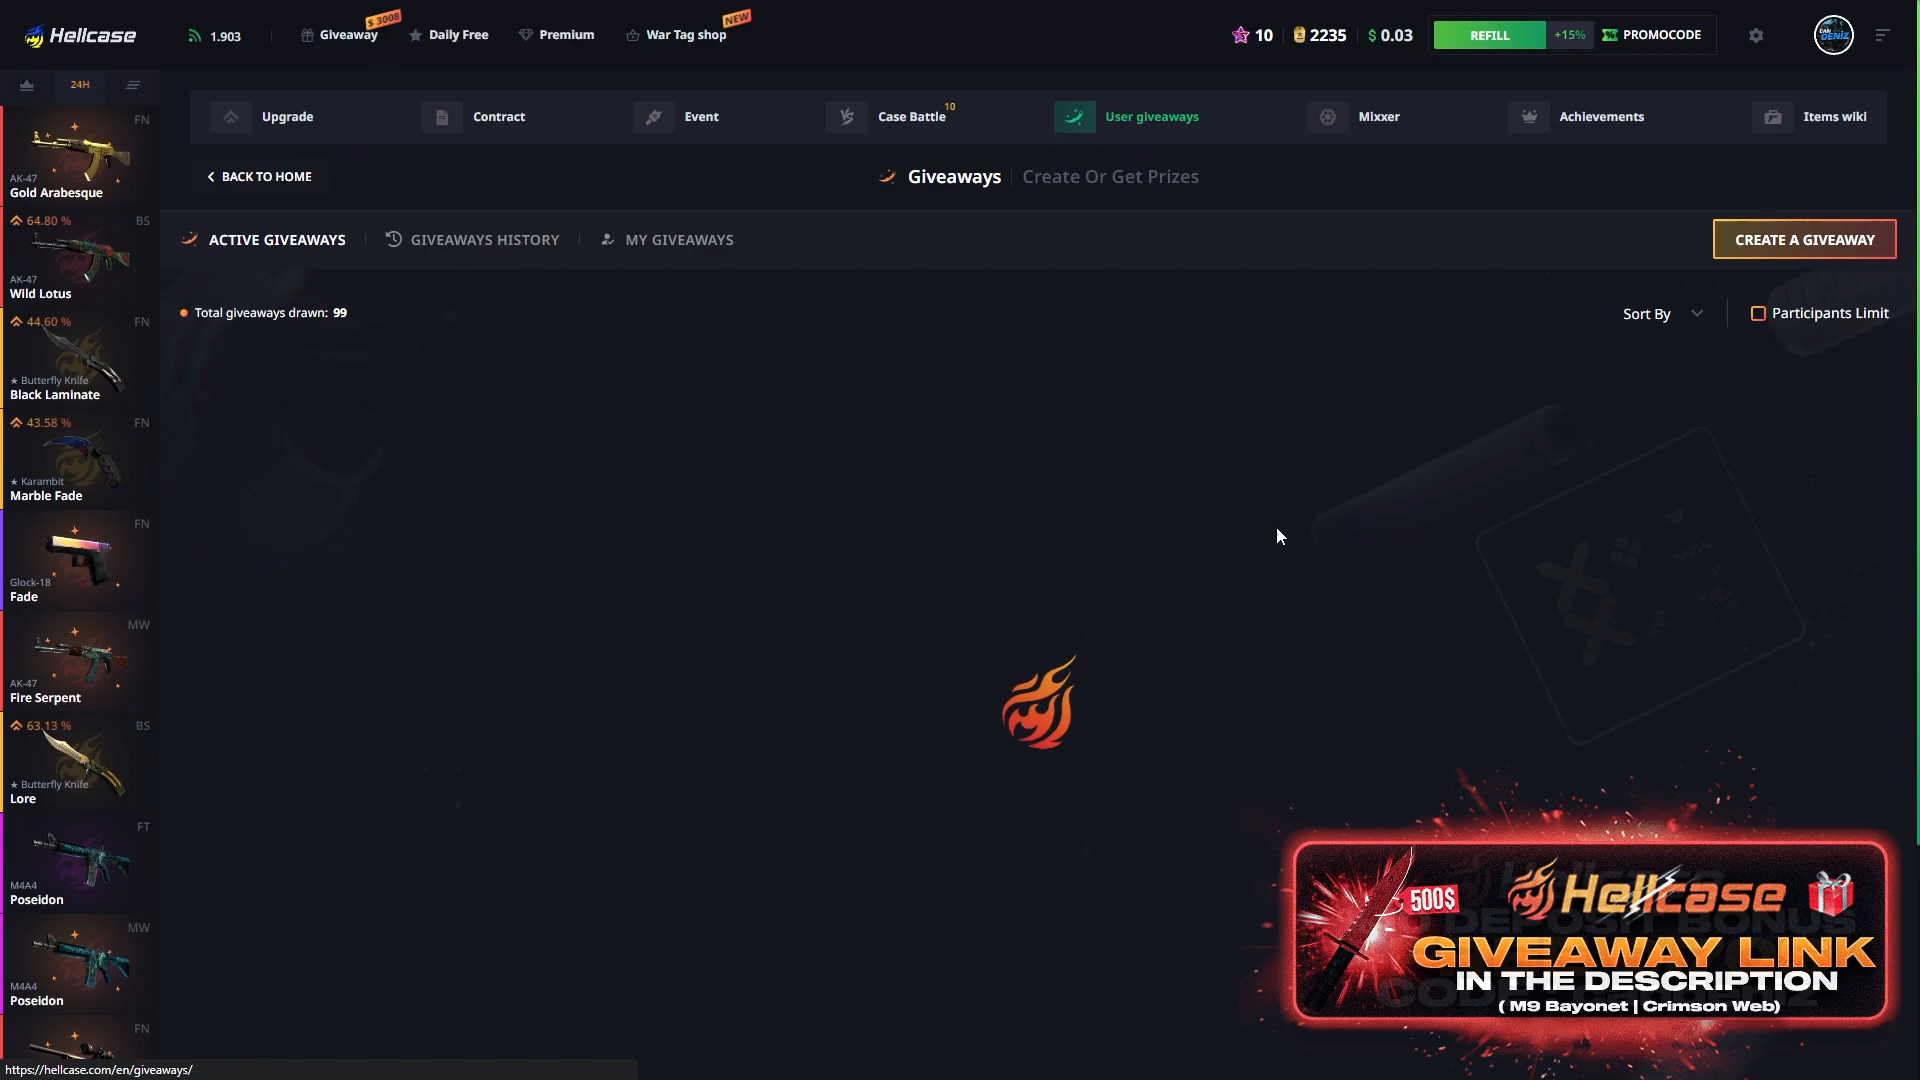 Hellcase
1.903
Giveaway
$ 3008
Daily Free
Premium
War Tag shop
NEW
10
2235
$ 0.03
REFILL
+15%
PROMOCODE
24H
Upgrade
Contract
Event
Case Battle
10
User giveaways
Mixxer
Achievements
Items wiki
BACK TO HOME
Giveaways
Create Or Get Prizes
ACTIVE GIVEAWAYS
GIVEAWAYS HISTORY
MY GIVEAWAYS
CREATE A GIVEAWAY
Total giveaways drawn: 99
Sort By
Participants Limit
FN
AK-47
Gold Arabesque
64.80 %
BS
AK-47
Wild Lotus
44.60 %
FN
★ Butterfly Knife
Black Laminate
43.58 %
FN
★ Karambit
Marble Fade
FN
Glock-18
Fade
MW
AK-47
Fire Serpent
63.13 %
BS
★ Butterfly Knife
Lore
FT
M4A4
Poseidon
MW
M4A4
Poseidon
FN
500$
Hellcase
GIVEAWAY LINK
IN THE DESCRIPTION
( M9 Bayonet | Crimson Web)
https://hellcase.com/en/giveaways/